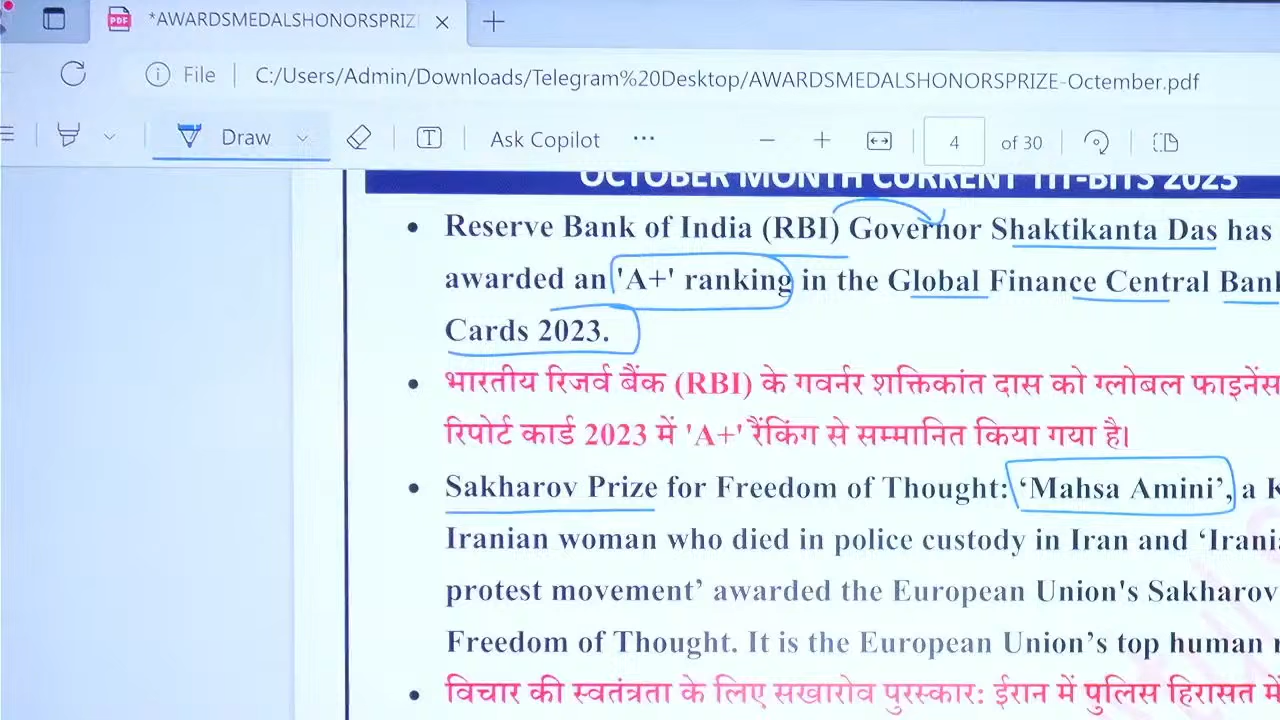 *AWARDSMEDALSHONORSPRIZ
File C:/Users/Admin/Downloads/Telegram%20Desktop/AWARDSMEDALSHONORSPRIZE-Octember.pdf
Draw Ask Copilot ... 4 of 30
OCTOBER MONTH CURRENT TIT-BITS 2023
Reserve Bank of India (RBI) Governor Shaktikanta Das has
awarded an 'A+' ranking in the Global Finance Central Bank
Cards 2023.
भारतीय रिजर्व बैंक (RBI) के गवर्नर शक्तिकांत दास को ग्लोबल फाइनेंस
रिपोर्ट कार्ड 2023 में 'A+' रैंकिंग से सम्मानित किया गया है।
Sakharov Prize for Freedom of Thought: ‘Mahsa Amini’, a K
Iranian woman who died in police custody in Iran and ‘Irani
protest movement’ awarded the European Union's Sakharov
Freedom of Thought. It is the European Union’s top human r
विचार की स्वतंत्रता के लिए सखारोव पुरस्कार: ईरान में पुलिस हिरासत में